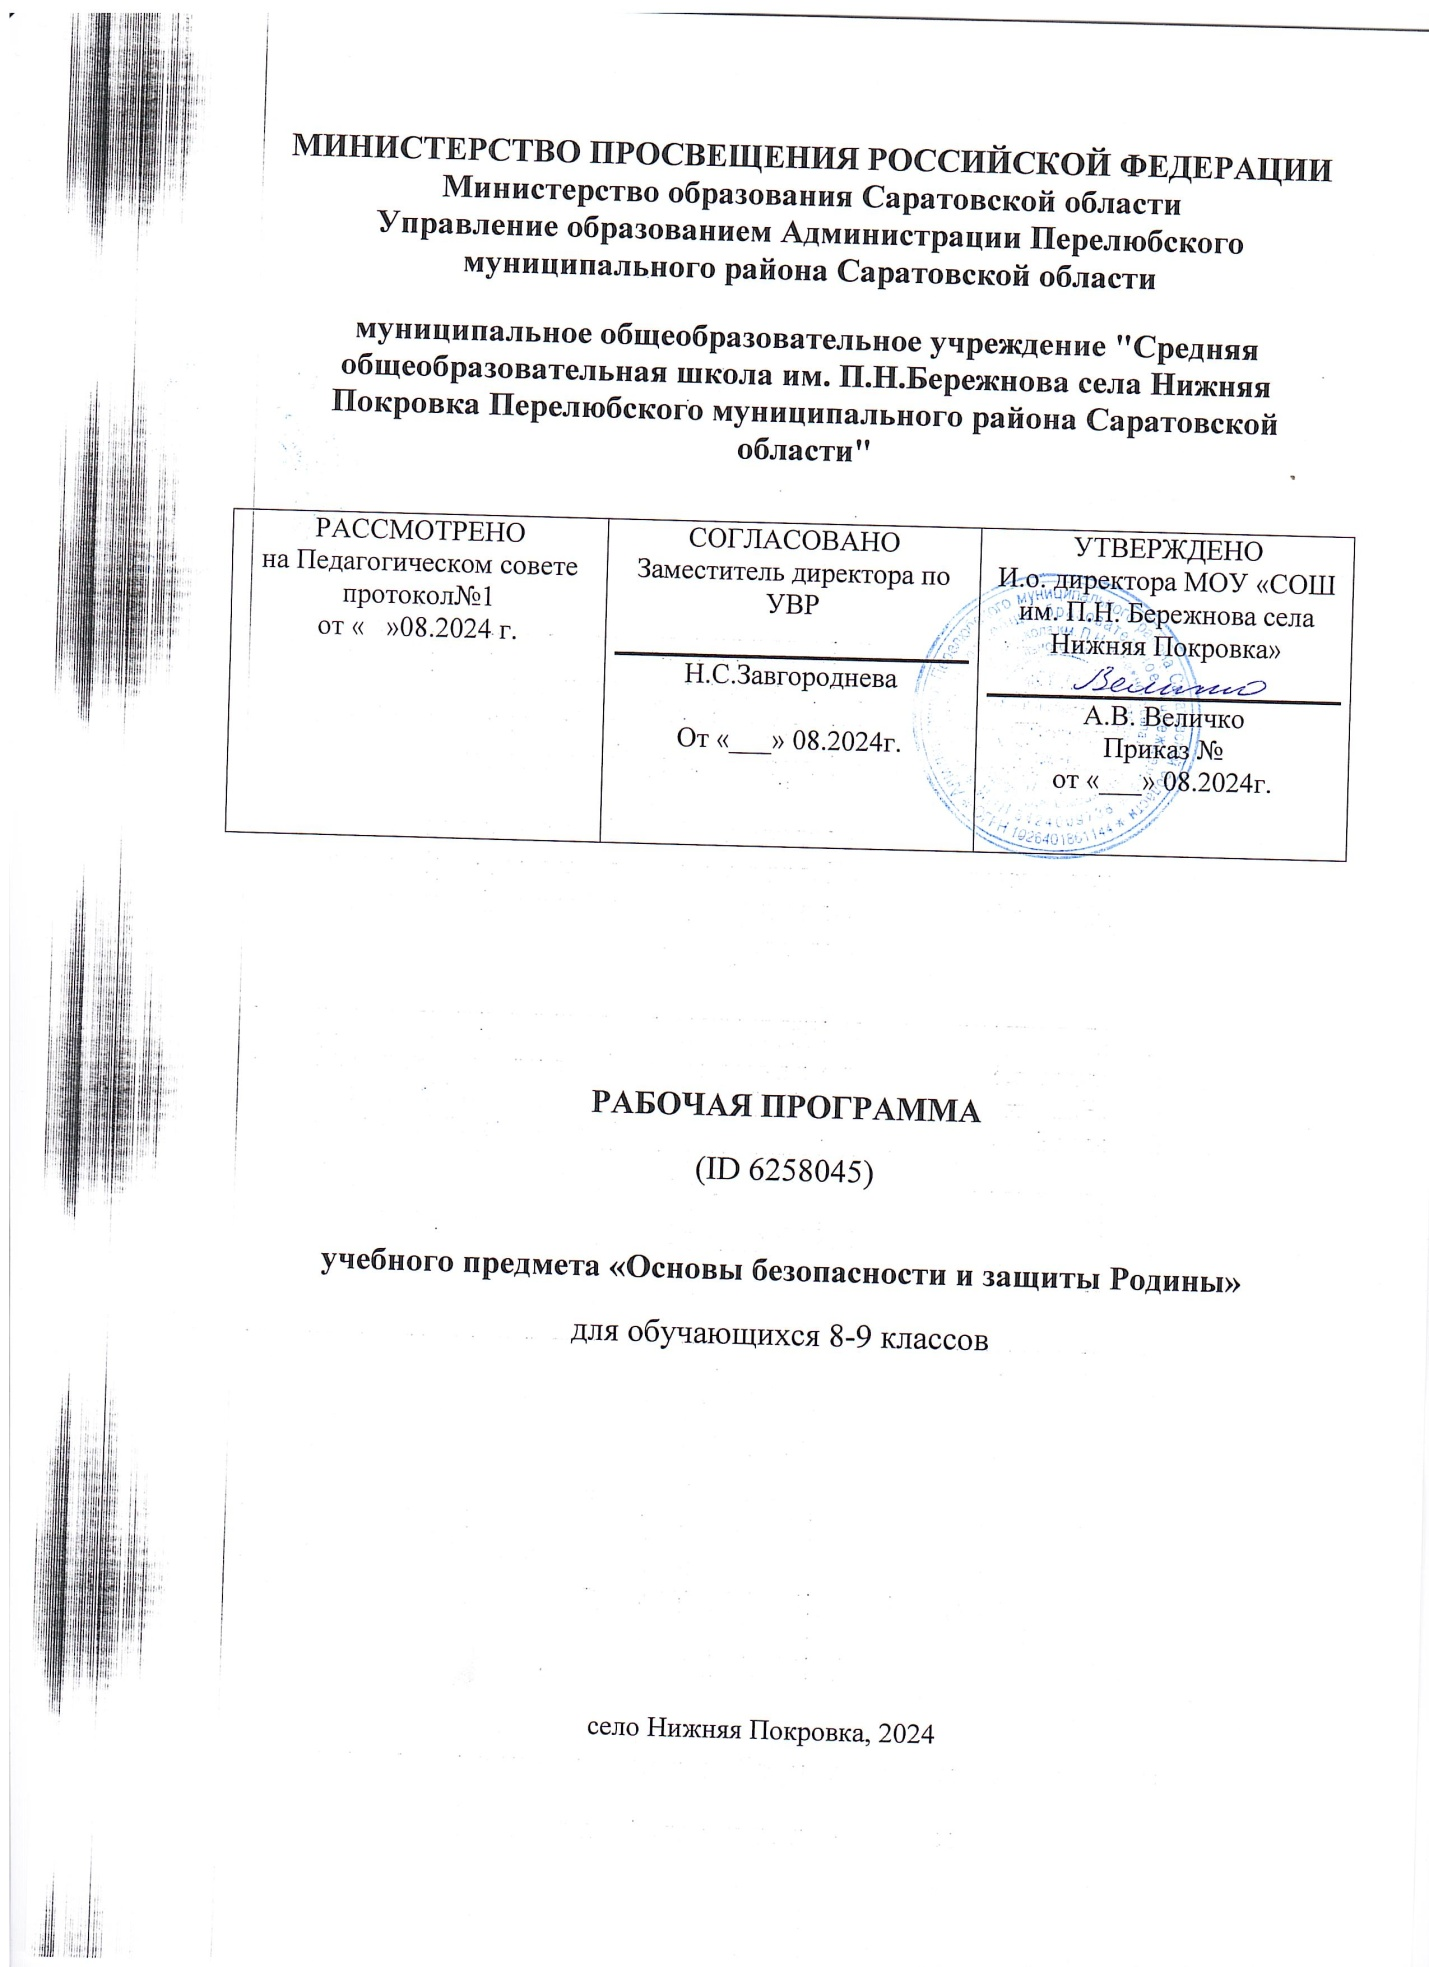 МИНИСТЕРСТВО ПРОСВЕЩЕНИЯ РОССИЙСКОЙ ФЕДЕРАЦИИ
Министерство образования Саратовской области
Управление образованием Администрации Перелюбского
муниципального района Саратовской области
муниципальное общеобразовательное учреждение "Средняя
общеобразовательная школа им. П.Н.Бережнова села Нижняя
Покровка Перелюбского муниципального района Саратовской
области"
РАССМОТРЕНО
на Педагогическом совете
протокол№1
от « »08.2024 г.
СОГЛАСОВАНО
Заместитель директора по
УВР
Н.С.Завгороднева
От «___» 08.2024г.
УТВЕРЖДЕНО
И.о. директора МОУ «СОШ
им. П.Н. Бережнова села
Нижняя Покровка»
Величко
А.В. Величко
Приказ №
от «___» 08.2024г.
РАБОЧАЯ ПРОГРАММА
(ID 6258045)
учебного предмета «Основы безопасности и защиты Родины»
для обучающихся 8-9 классов
село Нижняя Покровка, 2024